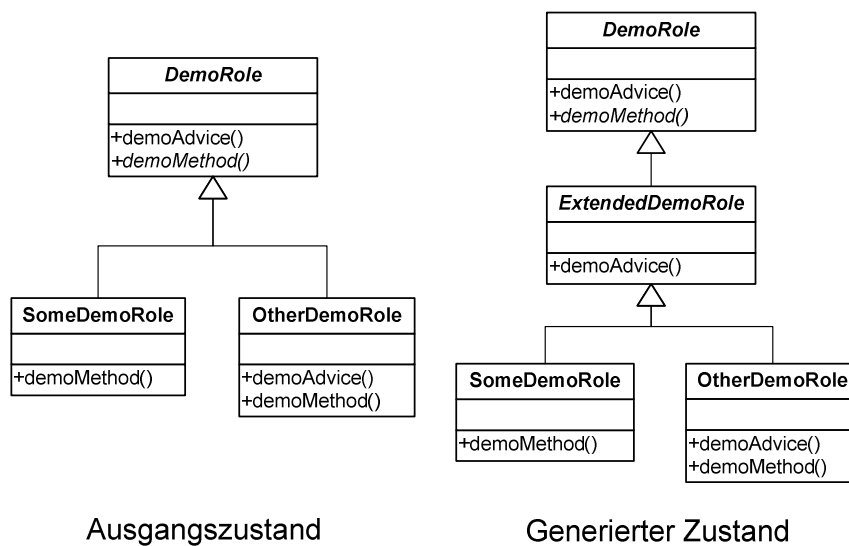 DemoRole
+demoAdvice()
+demoMethod()
SomeDemoRole
+demoMethod()
OtherDemoRole
+demoAdvice()
+demoMethod()
Ausgangszustand
DemoRole
+demoAdvice()
+demoMethod()
ExtendedDemoRole
+demoAdvice()
SomeDemoRole
+demoMethod()
OtherDemoRole
+demoAdvice()
+demoMethod()
Generierter Zustand